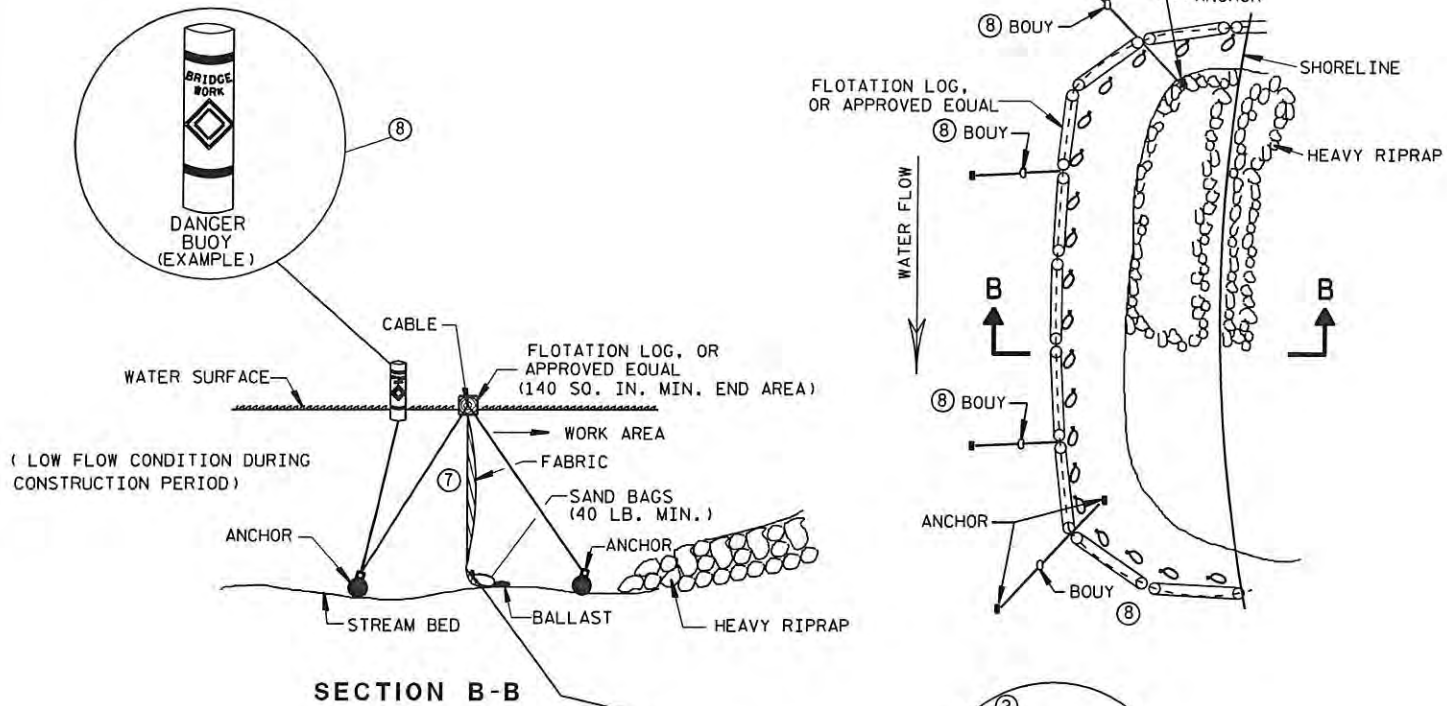 BRIDGE
WORK
DANGER
BUOY
(EXAMPLE)
⑧
CABLE
WATER SURFACE
FLOTATION LOG, OR
APPROVED EQUAL
(140 SQ. IN. MIN. END AREA)
WORK AREA
( LOW FLOW CONDITION DURING
CONSTRUCTION PERIOD)
⑦
FABRIC
SAND BAGS
(40 LB. MIN.)
ANCHOR
ANCHOR
STREAM BED
BALLAST
HEAVY RIPRAP
SECTION B-B
ANCHOR
⑧ BOUY
SHORELINE
FLOTATION LOG,
OR APPROVED EQUAL
⑧ BOUY
HEAVY RIPRAP
WATER FLOW
B
B
⑧ BOUY
ANCHOR
BOUY
⑧